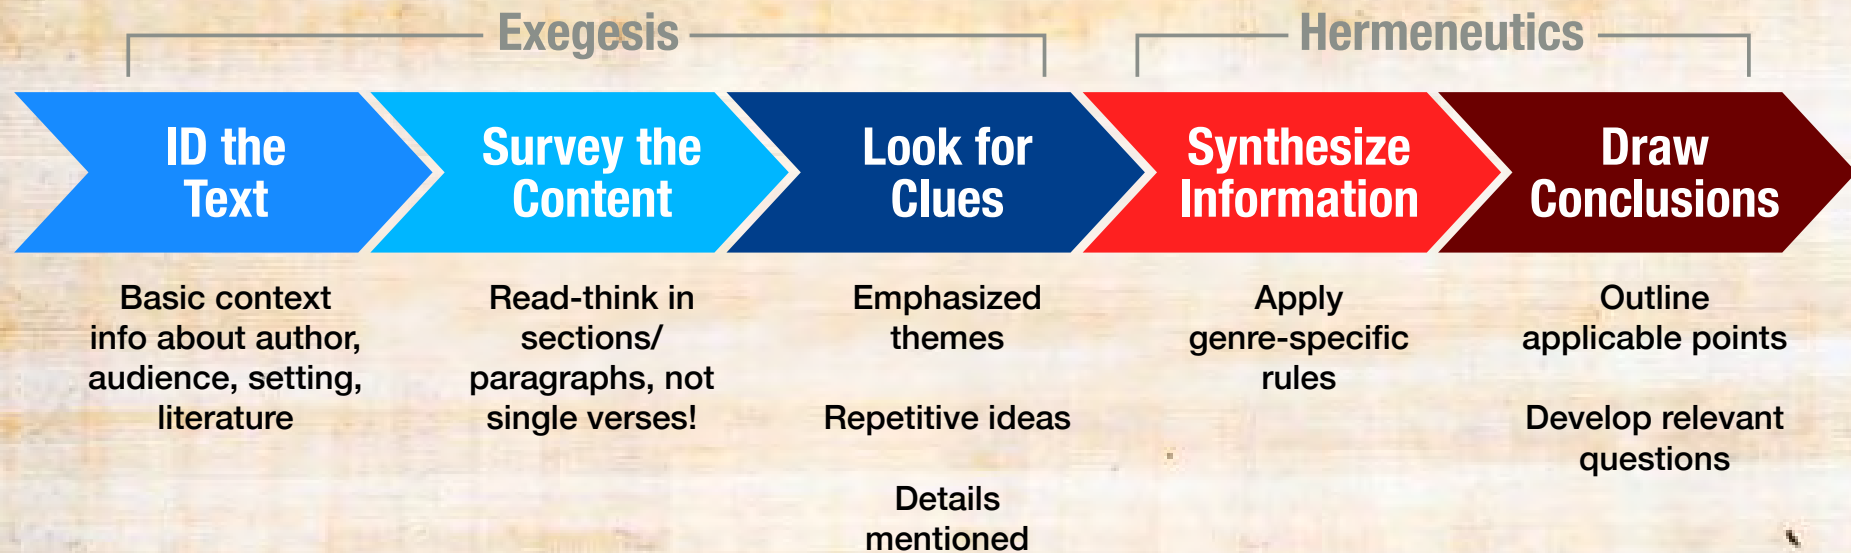 Exegesis
Hermeneutics
ID the
Text
Survey the
Content
Look for
Clues
Synthesize
Information
Draw
Conclusions
Basic context
info about author,
audience, setting,
literature
Read-think in
sections/
paragraphs, not
single verses!
Emphasized
themes
Repetitive ideas
Details
mentioned
Apply
genre-specific
rules
Outline
applicable points
Develop relevant
questions